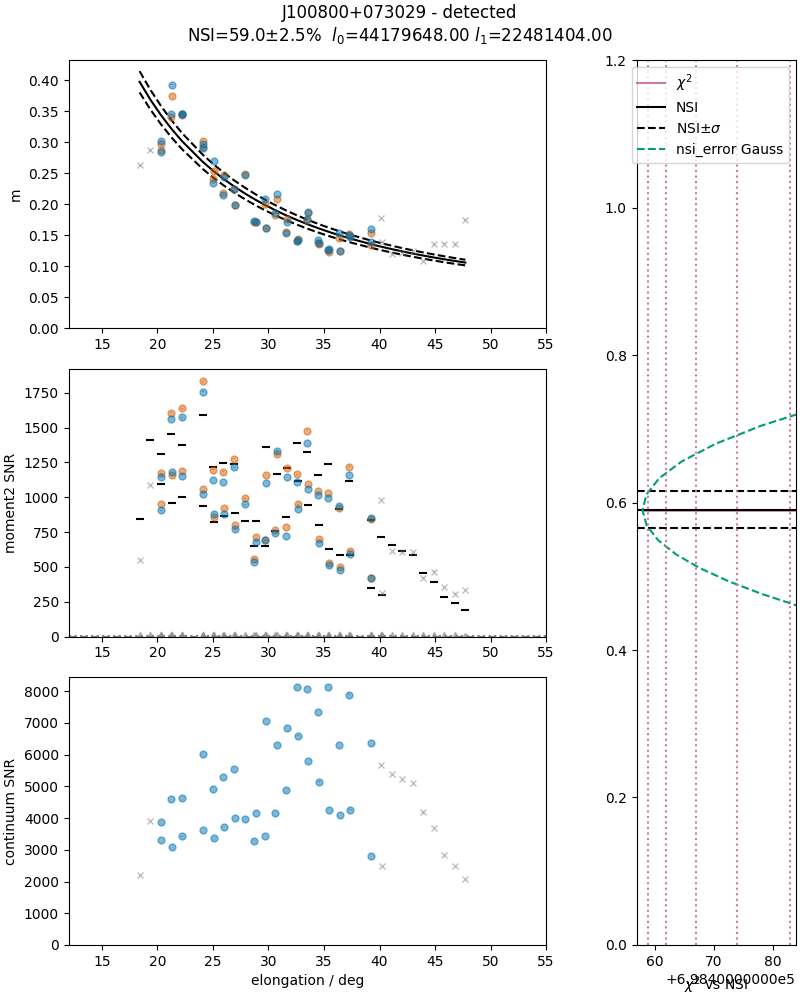 J100800+073029 - detected
NSI=59.0±2.5% l₀=44179648.00 l₁=22481404.00
m
0.40
0.35
0.30
0.25
0.20
0.15
0.10
0.05
0.00
15 20 25 30 35 40 45 50 55
moment2 SNR
1750
1500
1250
1000
750
500
250
0
15 20 25 30 35 40 45 50 55
continuum SNR
8000
7000
6000
5000
4000
3000
2000
1000
0
15 20 25 30 35 40 45 50 55
elongation / deg
1.2
1.0
0.8
0.6
0.4
0.2
0.0
χ²
NSI
NSI±σ
nsi_error Gauss
60 70 80
+6.9840000000e5
χ² vs NSI